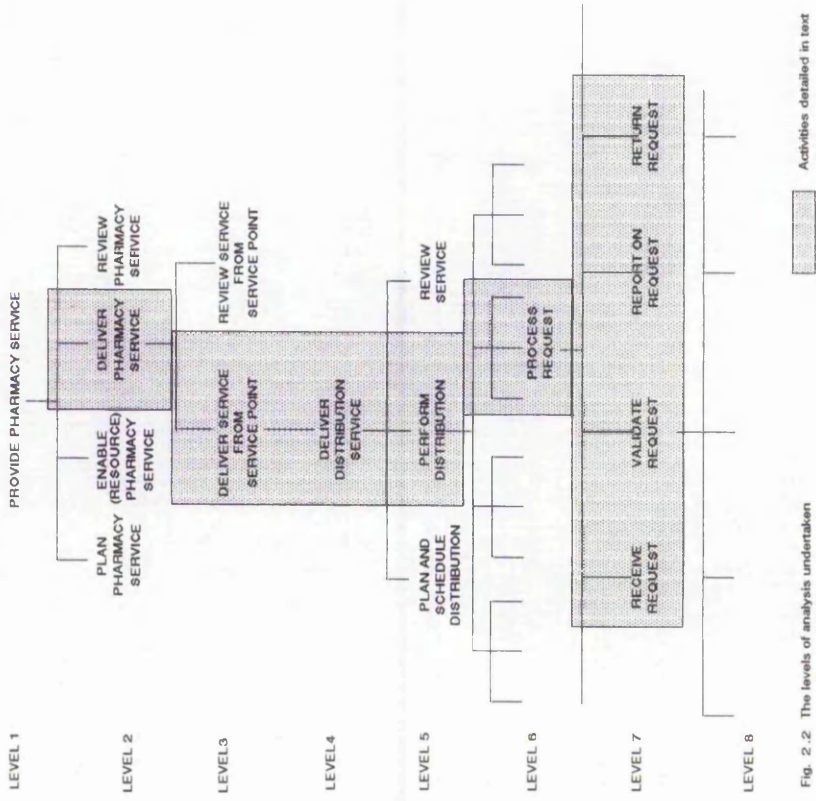 PROVIDE PHARMACY SERVICE
LEVEL 1
PLAN
PHARMACY
SERVICE
ENABLE
(RESOURCE)
PHARMACY
SERVICE
DELIVER
PHARMACY
SERVICE
REVIEW
PHARMACY
SERVICE
LEVEL 2
DELIVER SERVICE
FROM
SERVICE POINT
REVIEW SERVICE
FROM
SERVICE POINT
LEVEL3
DELIVER
DISTRIBUTION
SERVICE
LEVEL4
PLAN AND
SCHEDULE
DISTRIBUTION
PERFORM
DISTRIBUTION
REVIEW
SERVICE
LEVEL 5
PROCESS
REQUEST
LEVEL 6
RECEIVE
REQUEST
VALIDATE
REQUEST
REPORT ON
REQUEST
RETURN
REQUEST
LEVEL 7
LEVEL 8
Fig. 2.2 The levels of analysis undertaken
Activities detailed in text